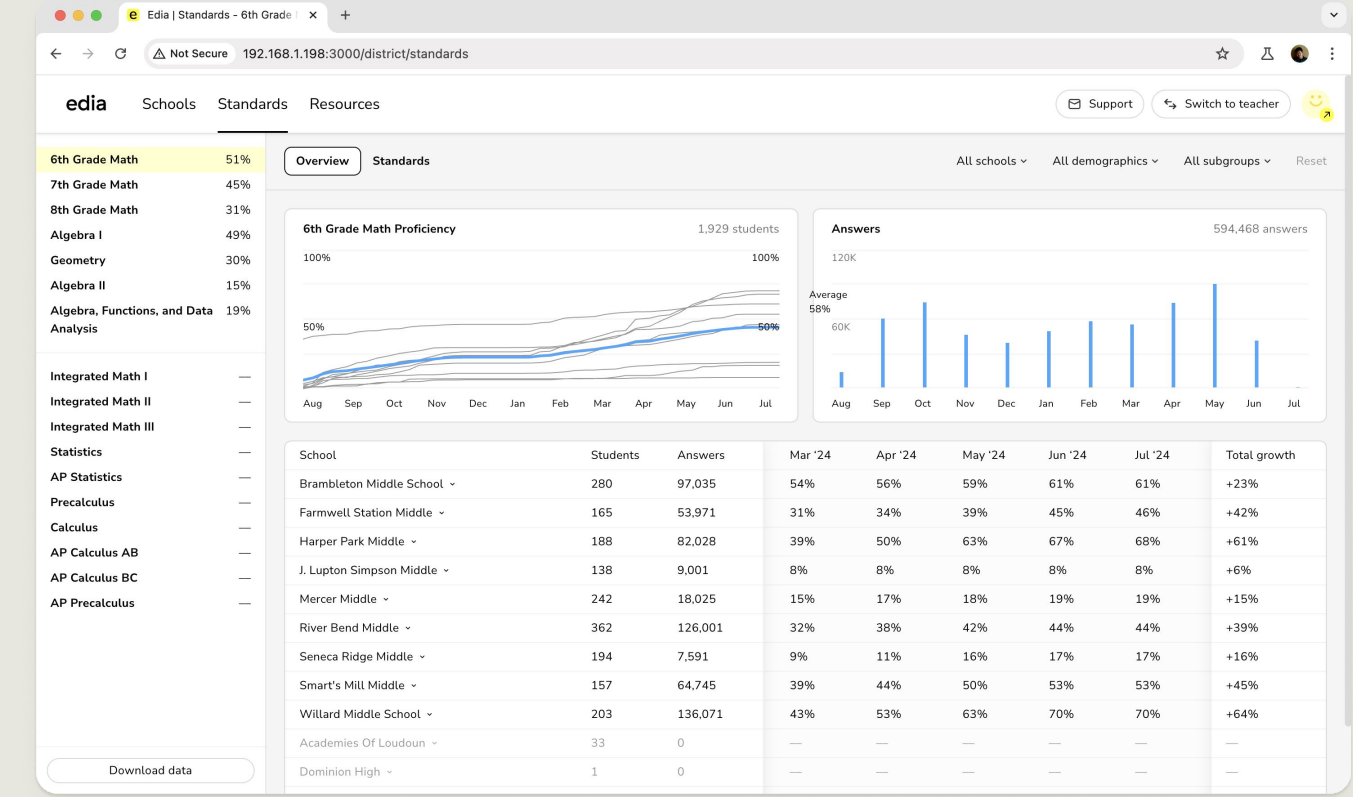 e Edia | Standards - 6th Grade
Not Secure 192.168.1.198:3000/district/standards
edia Schools Standards Resources Support Switch to teacher
6th Grade Math 51%
7th Grade Math 45%
8th Grade Math 31%
Algebra I 49%
Geometry 30%
Algebra II 15%
Algebra, Functions, and Data 19%
Analysis
Integrated Math I —
Integrated Math II —
Integrated Math III —
Statistics —
AP Statistics —
Precalculus —
Calculus —
AP Calculus AB —
AP Calculus BC —
AP Precalculus —
Download data
Overview Standards All schools All demographics All subgroups Reset
6th Grade Math Proficiency 1,929 students
100% 100%
50% 50%
Aug Sep Oct Nov Dec Jan Feb Mar Apr May Jun Jul
Average
58%
Answers 594,468 answers
120K
60K
Aug Sep Oct Nov Dec Jan Feb Mar Apr May Jun Jul
School Students Answers Mar ‘24 Apr ‘24 May ‘24 Jun ‘24 Jul ‘24 Total growth
Brambleton Middle School 280 97,035 54% 56% 59% 61% 61% +23%
Farmwell Station Middle 165 53,971 31% 34% 39% 45% 46% +42%
Harper Park Middle 188 82,028 39% 50% 63% 67% 68% +61%
J. Lupton Simpson Middle 138 9,001 8% 8% 8% 8% 8% +6%
Mercer Middle 242 18,025 15% 17% 18% 19% 19% +15%
River Bend Middle 362 126,001 32% 38% 42% 44% 44% +39%
Seneca Ridge Middle 194 7,591 9% 11% 16% 17% 17% +16%
Smart's Mill Middle 157 64,745 39% 44% 50% 53% 53% +45%
Willard Middle School 203 136,071 43% 53% 63% 70% 70% +64%
Academies Of Loudoun 33 0 — — — — — —
Dominion High 1 0 — — — — — —